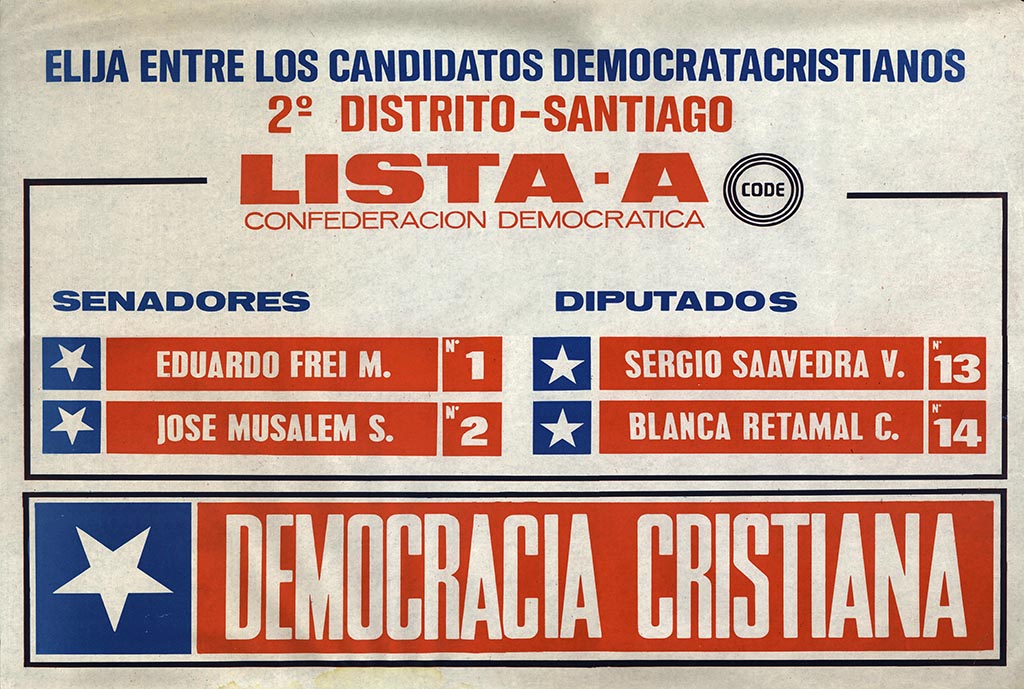 ELIJA ENTRE LOS CANDIDATOS DEMOCRATACRISTIANOS
2º DISTRITO-SANTIAGO
LISTA·A
CODE
CONFEDERACION DEMOCRATICA
SENADORES
EDUARDO FREI M. Nº 1
JOSE MUSALEM S. Nº 2
DIPUTADOS
SERGIO SAAVEDRA V. Nº 13
BLANCA RETAMAL C. Nº 14
DEMOCRACIA CRISTIANA